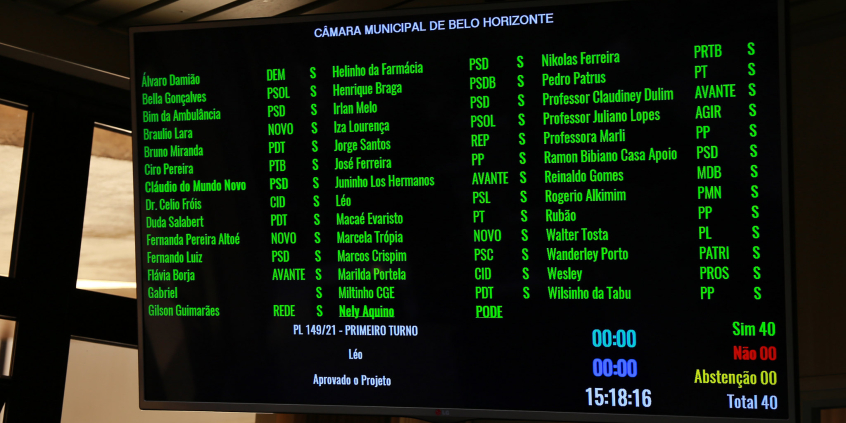 CÂMARA MUNICIPAL DE BELO HORIZONTE
Álvaro Damião DEM S Helinho da Farmácia PSD S Nikolas Ferreira PRTB S
Bella Gonçalves PSOL S Henrique Braga PSDB S Pedro Patrus PT S
Bim da Ambulância PSD S Irlan Melo PSD S Professor Claudiney Dulim AVANTE S
Braulio Lara NOVO S Iza Lourença PSOL S Professor Juliano Lopes AGIR S
Bruno Miranda PDT S Jorge Santos REP S Professora Marli PP S
Ciro Pereira PTB S José Ferreira PP S Ramon Bibiano Casa Apoio PSD S
Cláudio do Mundo Novo PSD S Juninho Los Hermanos AVANTE S Reinaldo Gomes MDB S
Dr. Celio Fróis CID S Léo PSL S Rogerio Alkimim PMN S
Duda Salabert PDT S Macaé Evaristo PT S Rubão PP S
Fernanda Pereira Altoé NOVO S Marcela Trópia NOVO S Walter Tosta PL S
Fernando Luiz PSD S Marcos Crispim PSC S Wanderley Porto PATRI S
Flávia Borja AVANTE S Marilda Portela CID S Wesley PROS S
Gabriel S Miltinho CGE PDT S Wilsinho da Tabu PP S
Gilson Guimarães REDE S Nely Aquino PODE
PL 149/21 - PRIMEIRO TURNO
Léo
Aprovado o Projeto
00:00
00:00
15:18:16
Sim 40
Não 00
Abstenção 00
Total 40